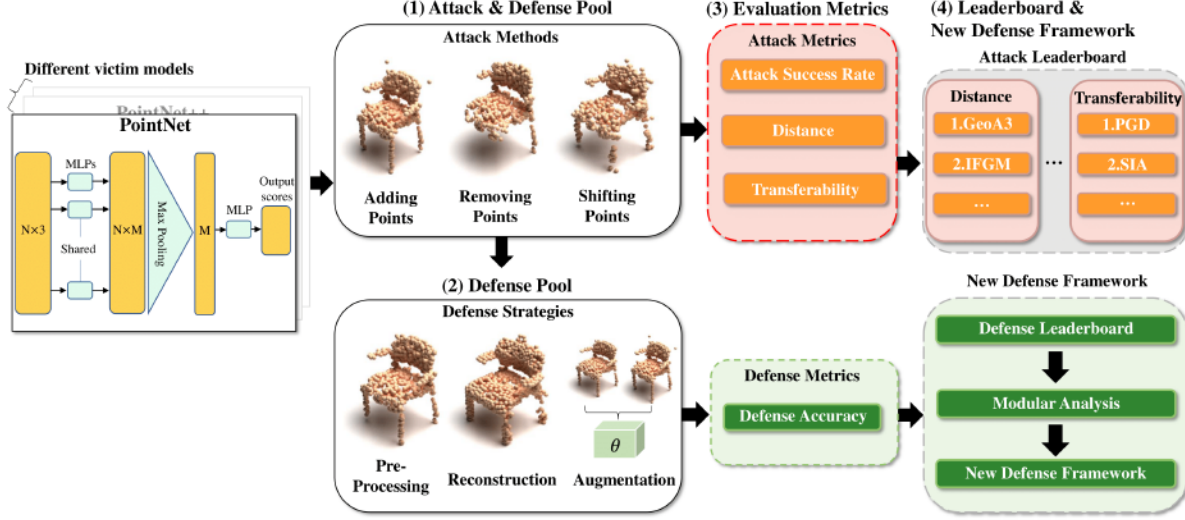 Different victim models
PointNet++
PointNet
N×3
MLPs
Shared
N×M
Max Pooling
M
MLP
Output
scores
(1) Attack & Defense Pool
Attack Methods
Adding
Points
Removing
Points
Shifting
Points
(2) Defense Pool
Defense Strategies
Pre-
Processing
Reconstruction
θ
Augmentation
(3) Evaluation Metrics
Attack Metrics
Attack Success Rate
Distance
Transferability
Defense Metrics
Defense Accuracy
(4) Leaderboard &
New Defense Framework
Attack Leaderboard
Distance
1.GeoA3
2.IFGM
...
...
Transferability
1.PGD
2.SIA
...
New Defense Framework
Defense Leaderboard
Modular Analysis
New Defense Framework